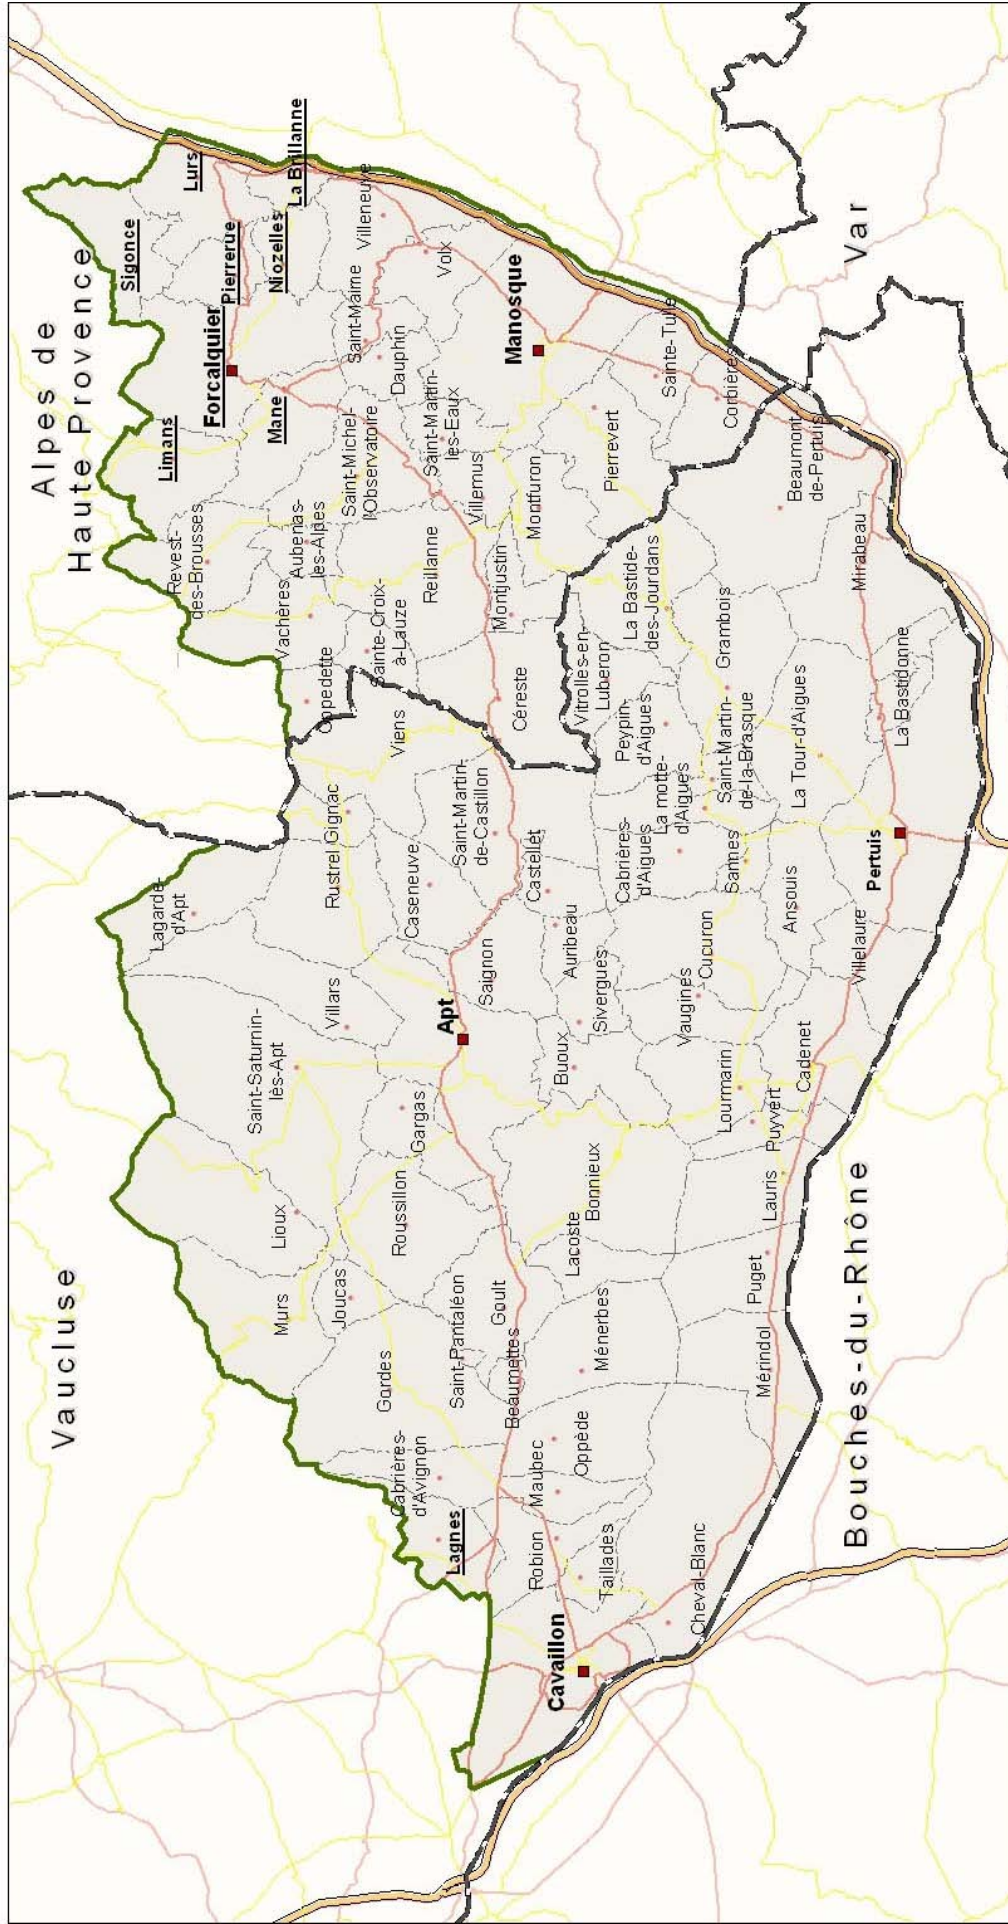 Vaucluse
Alpes de
Haute Provence
Bouches-du-Rhône
Var
Lagarde-
d'Apt
Saint-Saturnin-
lès-Apt
Lioux
Murs
Joucas
Villars
Rustrel
Gignac
Viens
Oppedette
Vachères
Revest-
des-Brousses
Aubenas-
les-Alpes
Limans
Forcalquier
Mane
Sigonce
Pierrerue
Lurs
Niozelles
La Brillanne
Villeneuve
Volx
Saint-Maime
Dauphin
Saint-Michel-
l'Observatoire
Saint-Martin-
les-Eaux
Sainte-Croix-
à-Lauze
Reillanne
Villemus
Montfuron
Montjustin
Céreste
Manosque
Pierrevert
Sainte-Tulle
Corbières
Beaumont
de-Pertuis
Gordes
Cabrières-
d'Avignon
Lagnes
Saint-Pantaléon
Roussillon
Gargas
Apt
Saignon
Caseneuve
Saint-Martin-
de-Castillon
Castellet
Auribeau
Sivergues
Buoux
Bonnieux
Lacoste
Goult
Beaumettes
Ménerbes
Oppède
Maubec
Robion
Taillades
Cavaillon
Cheval-Blanc
Mérindol
Puget
Lauris
Puyvert
Lourmarin
Cadenet
Vaugines
Cucuron
Villelaure
Ansouis
Sannes
Cabrières-
d'Aigues
La motte-
d'Aigues
Peypin-
d'Aigues
Vitrolles-en-
Luberon
La Bastide-
des-Jourdans
Grambois
Saint-Martin-
de-la-Brasque
La Tour-d'Aigues
Pertuis
La Bastidonne
Mirabeau